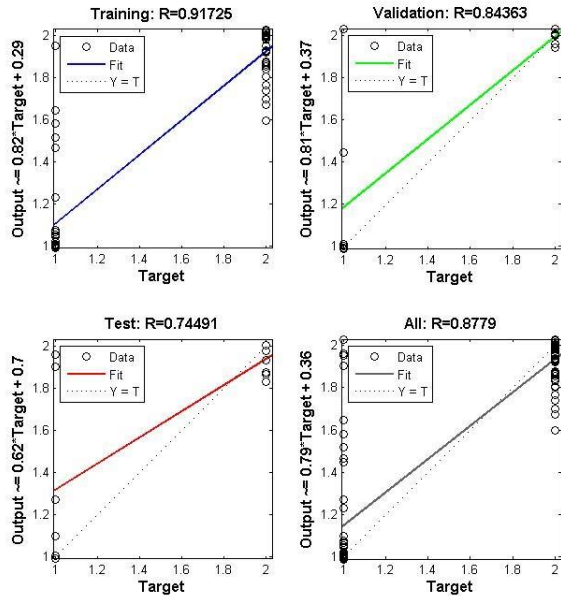 Training: R=0.91725
Output ~= 0.82*Target + 0.29
2
1.8
1.6
1.4
1.2
1
Data
Fit
Y = T
1 1.2 1.4 1.6 1.8 2
Target
Validation: R=0.84363
Output ~= 0.81*Target + 0.37
2
1.8
1.6
1.4
1.2
1
Data
Fit
Y = T
1 1.2 1.4 1.6 1.8 2
Target
Test: R=0.74491
Output ~= 0.62*Target + 0.7
2
1.8
1.6
1.4
1.2
1
Data
Fit
Y = T
1 1.2 1.4 1.6 1.8 2
Target
All: R=0.8779
Output ~= 0.79*Target + 0.36
2
1.8
1.6
1.4
1.2
1
Data
Fit
Y = T
1 1.2 1.4 1.6 1.8 2
Target